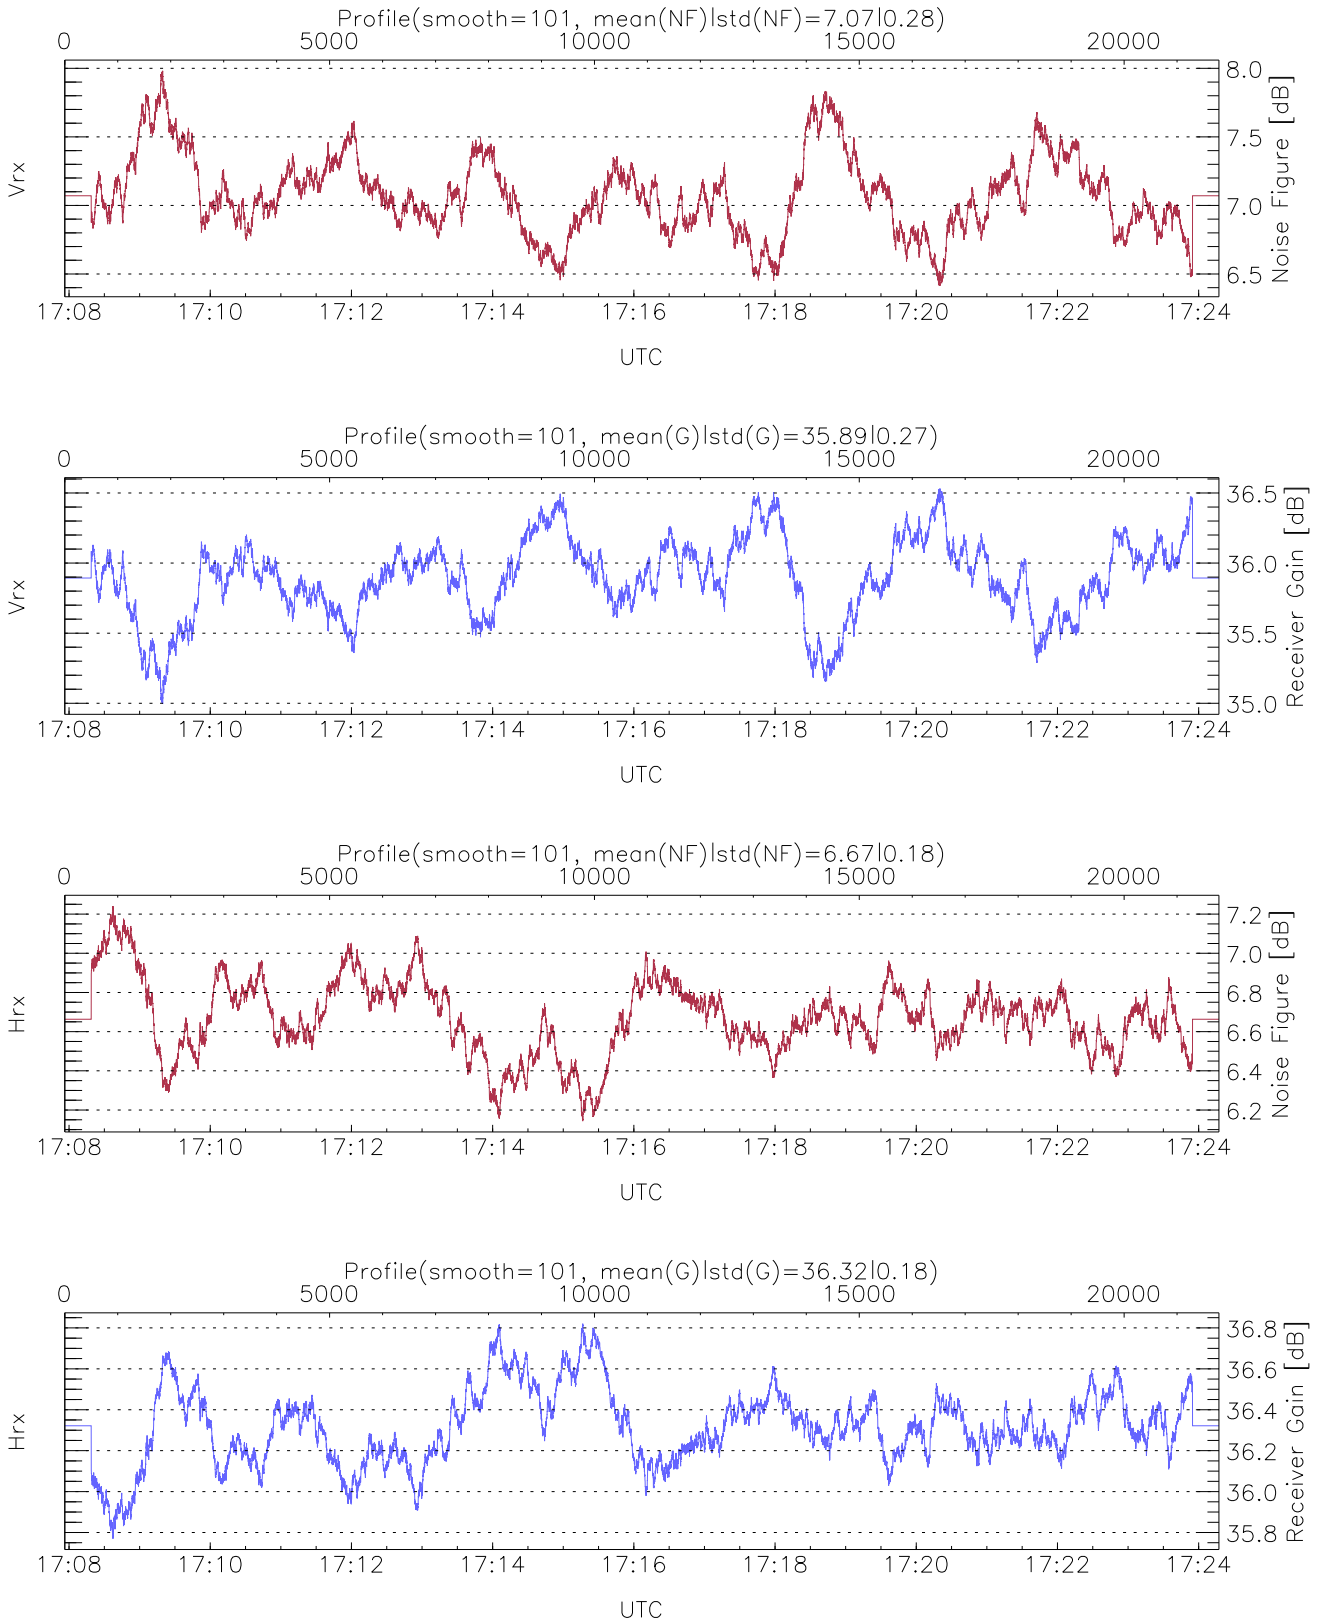 Profile(smooth=101, mean(NF)|std(NF)=7.07|0.28)
0 5000 10000 15000 20000
8.0
7.5
7.0
6.5
Vrx
Noise Figure [dB]
17:08 17:10 17:12 17:14 17:16 17:18 17:20 17:22 17:24
UTC
Profile(smooth=101, mean(G)|std(G)=35.89|0.27)
0 5000 10000 15000 20000
36.5
36.0
35.5
35.0
Vrx
Receiver Gain [dB]
17:08 17:10 17:12 17:14 17:16 17:18 17:20 17:22 17:24
UTC
Profile(smooth=101, mean(NF)|std(NF)=6.67|0.18)
0 5000 10000 15000 20000
7.2
7.0
6.8
6.6
6.4
6.2
Hrx
Noise Figure [dB]
17:08 17:10 17:12 17:14 17:16 17:18 17:20 17:22 17:24
UTC
Profile(smooth=101, mean(G)|std(G)=36.32|0.18)
0 5000 10000 15000 20000
36.8
36.6
36.4
36.2
36.0
35.8
Hrx
Receiver Gain [dB]
17:08 17:10 17:12 17:14 17:16 17:18 17:20 17:22 17:24
UTC